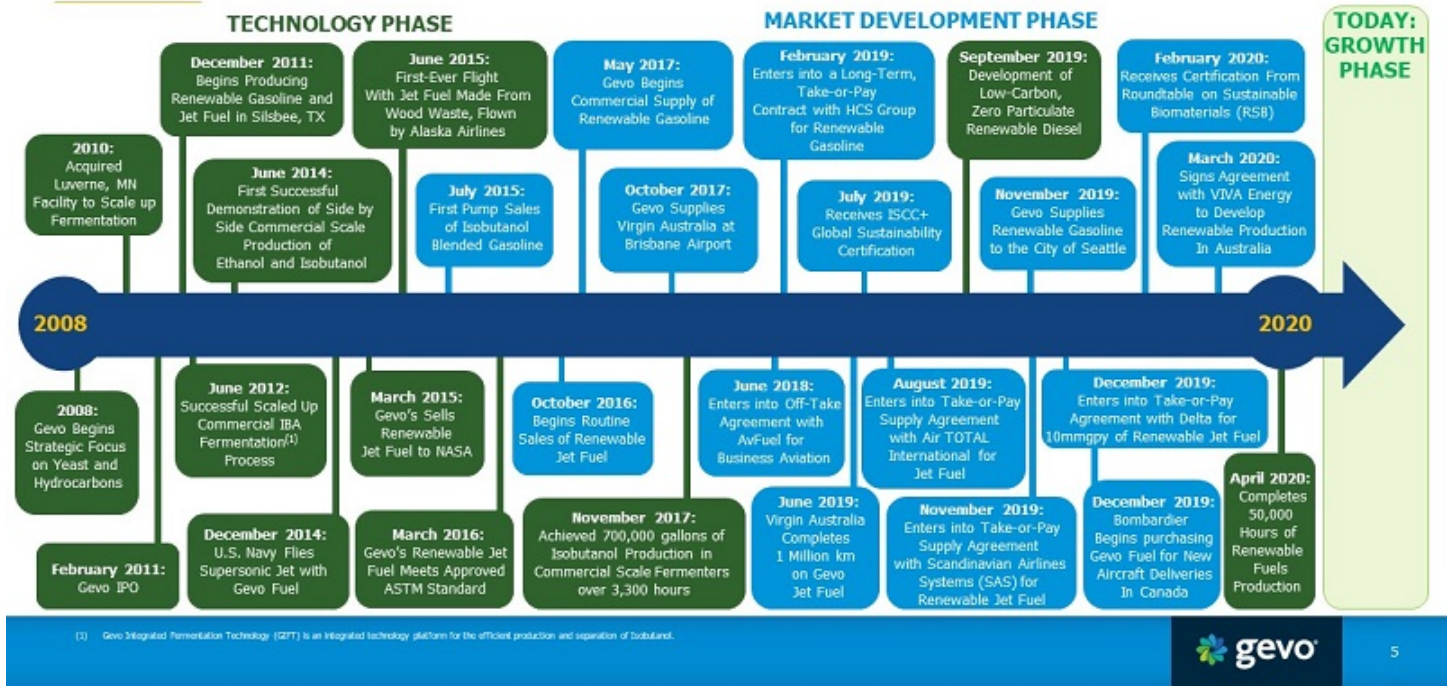 TECHNOLOGY PHASE
MARKET DEVELOPMENT PHASE
TODAY:
GROWTH
PHASE
2010:
Acquired
Luverne, MN
Facility to Scale up
Fermentation
December 2011:
Begins Producing
Renewable Gasoline and
Jet Fuel in Silsbee, TX
June 2014:
First Successful
Demonstration of Side by
Side Commercial Scale
Production of
Ethanol and Isobutanol
June 2015:
First-Ever Flight
With Jet Fuel Made From
Wood Waste, Flown
by Alaska Airlines
July 2015:
First Pump Sales
of Isobutanol
Blended Gasoline
May 2017:
Gevo Begins
Commercial Supply of
Renewable Gasoline
October 2017:
Gevo Supplies
Virgin Australia at
Brisbane Airport
February 2019:
Enters into a Long-Term,
Take-or-Pay
Contract with HCS Group
for Renewable
Gasoline
July 2019:
Receives ISCC+
Global Sustainability
Certification
September 2019:
Development of
Low-Carbon,
Zero Particulate
Renewable Diesel
November 2019:
Gevo Supplies
Renewable Gasoline
to the City of Seattle
February 2020:
Receives Certification From
Roundtable on Sustainable
Biomaterials (RSB)
March 2020:
Signs Agreement
with VIVA Energy
to Develop
Renewable Production
In Australia
2008
2020
2008:
Gevo Begins
Strategic Focus
on Yeast and
Hydrocarbons
February 2011:
Gevo IPO
June 2012:
Successful Scaled Up
Commercial IBA
Fermentation(1)
Process
December 2014:
U.S. Navy Flies
Supersonic Jet with
Gevo Fuel
March 2015:
Gevo's Sells
Renewable
Jet Fuel to NASA
March 2016:
Gevo's Renewable Jet
Fuel Meets Approved
ASTM Standard
October 2016:
Begins Routine
Sales of Renewable
Jet Fuel
November 2017:
Achieved 700,000 gallons of
Isobutanol Production in
Commercial Scale Fermenters
over 3,300 hours
June 2018:
Enters into Off-Take
Agreement with
AvFuel for
Business Aviation
June 2019:
Virgin Australia
Completes
1 Million km
on Gevo
Jet Fuel
August 2019:
Enters into Take-or-Pay
Supply Agreement
with Air TOTAL
International for
Jet Fuel
November 2019:
Enters into Take-or-Pay
Supply Agreement
with Scandinavian Airlines
Systems (SAS) for
Renewable Jet Fuel
December 2019:
Enters into Take-or-Pay
Agreement with Delta for
10mmgpy of Renewable Jet Fuel
December 2019:
Bombardier
Begins purchasing
Gevo Fuel for New
Aircraft Deliveries
In Canada
April 2020:
Completes
50,000
Hours of
Renewable
Fuels
Production
(1) Gevo Integrated Fermentation Technology (GIFT) is an integrated technology platform for the efficient production and separation of Isobutanol.
gevo
5